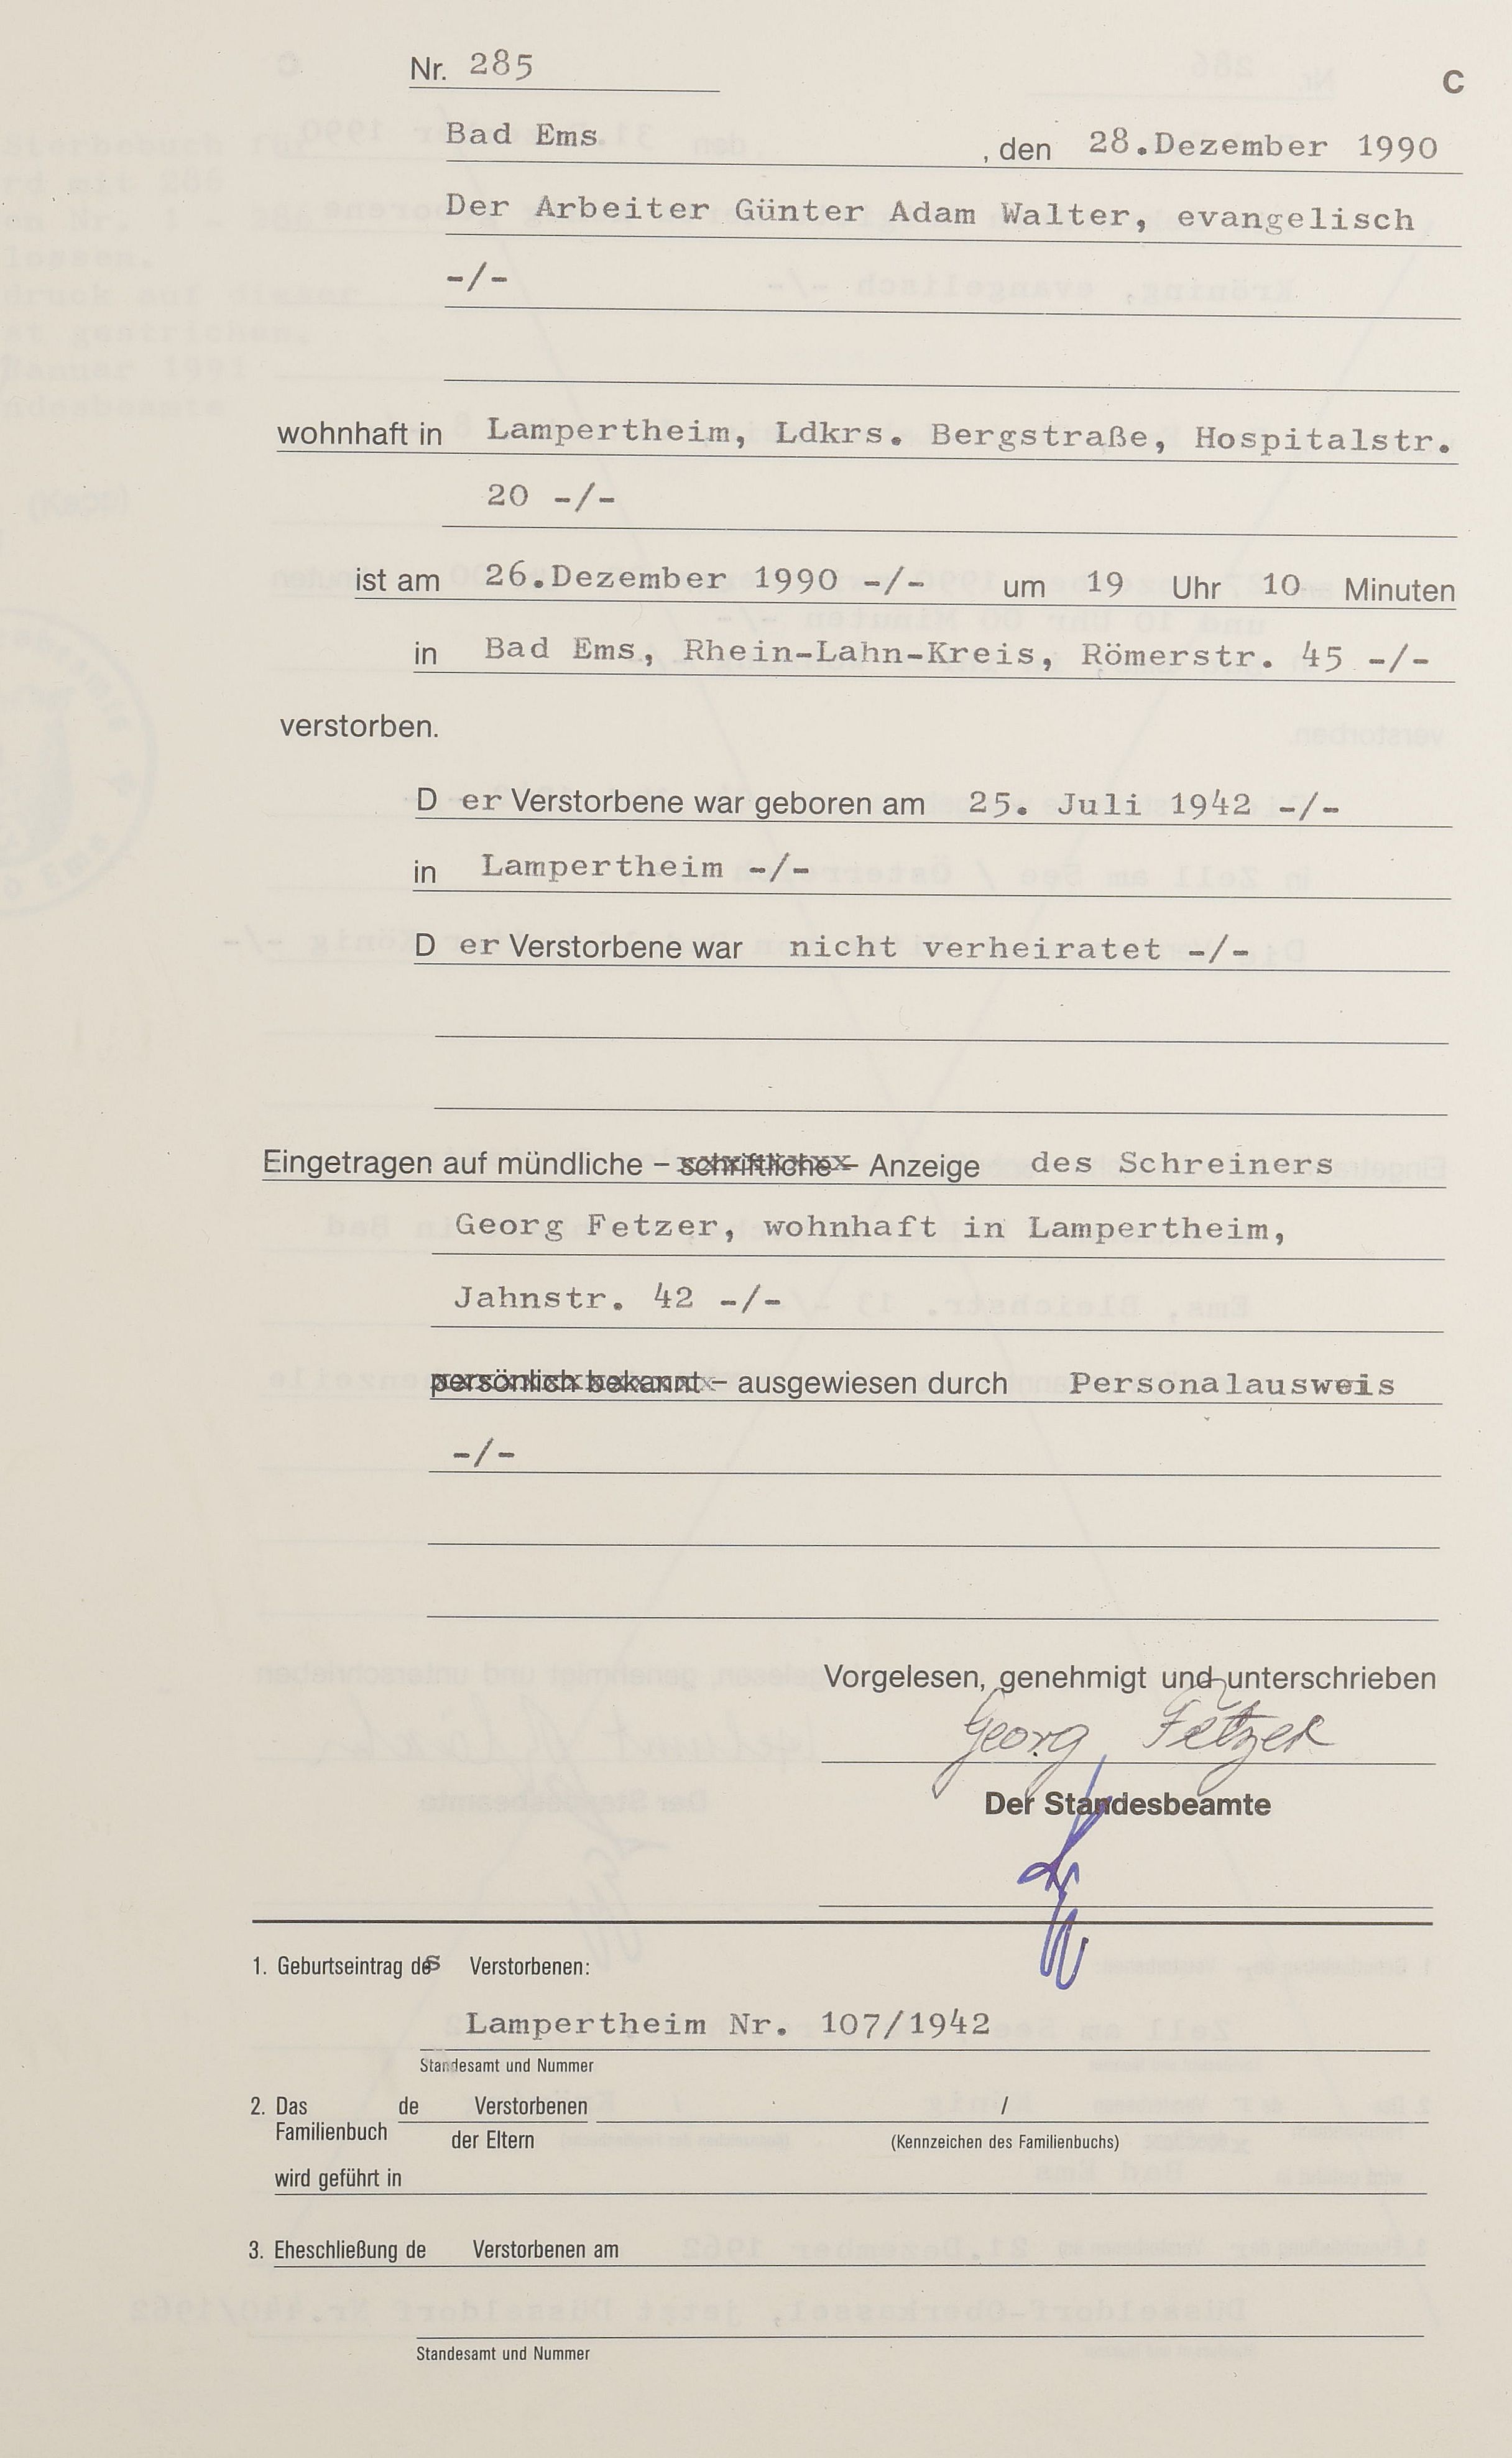 Nr. 285
C
Bad Ems , den 28.Dezember 1990
Der Arbeiter Günter Adam Walter, evangelisch
-/-
wohnhaft in Lampertheim, Ldkrs. Bergstraße, Hospitalstr.
20 -/-
ist am 26.Dezember 1990 -/- um 19 Uhr 10 Minuten
in Bad Ems, Rhein-Lahn-Kreis, Römerstr. 45 -/-
verstorben.
D er Verstorbene war geboren am 25. Juli 1942 -/-
in Lampertheim -/-
D er Verstorbene war nicht verheiratet -/-
Eingetragen auf mündliche – schriftliche – Anzeige des Schreiners
Georg Fetzer, wohnhaft in Lampertheim,
Jahnstr. 42 -/-
persönlich bekannt – ausgewiesen durch Personalausweis
-/-
Vorgelesen, genehmigt und unterschrieben
Georg Fetzer
Der Standesbeamte
1. Geburtseintrag des Verstorbenen:
Lampertheim Nr. 107/1942
Standesamt und Nummer
2. Das de Verstorbenen /
Familienbuch der Eltern (Kennzeichen des Familienbuchs)
wird geführt in
3. Eheschließung de Verstorbenen am
Standesamt und Nummer